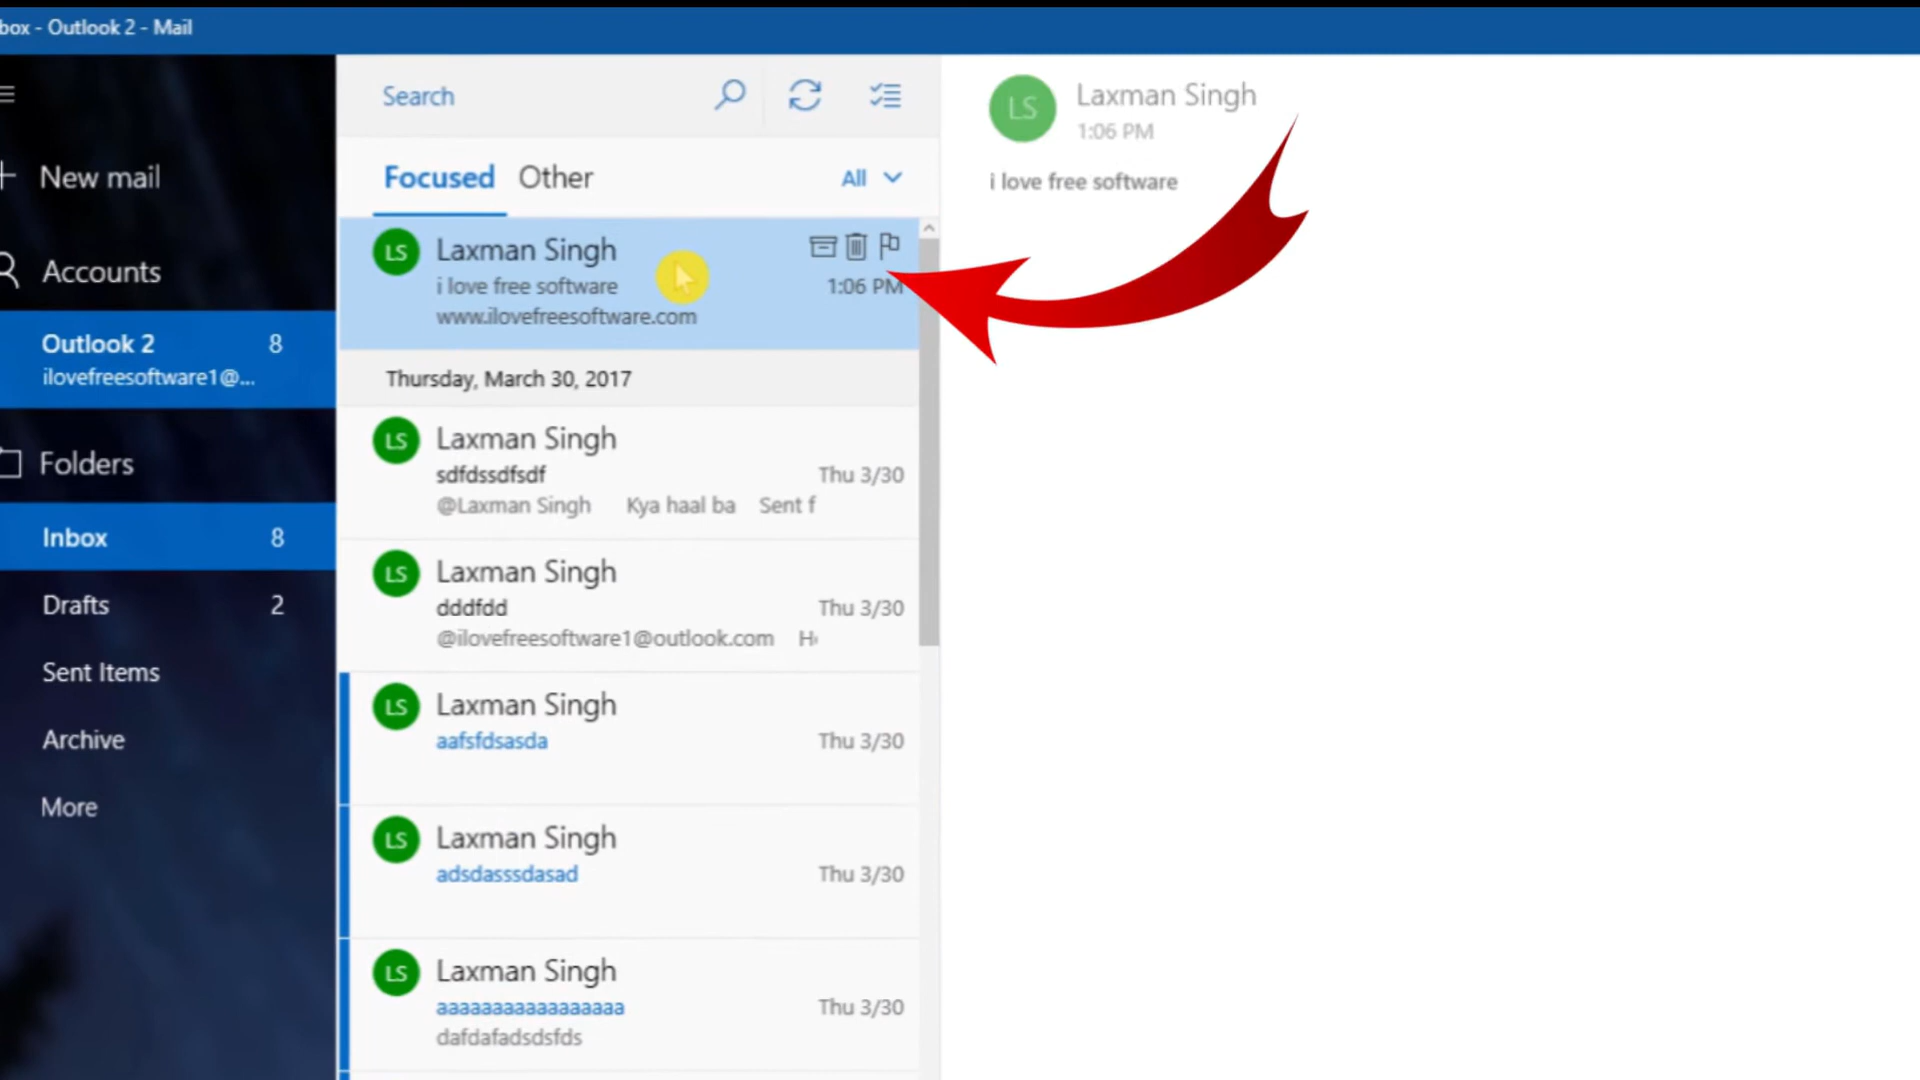 box - Outlook 2 - Mail
New mail
Accounts
Outlook 2 8
ilovefreesoftware1@...
Folders
Inbox 8
Drafts 2
Sent Items
Archive
More
Search
Focused Other All
LS Laxman Singh
i love free software 1:06 PM
www.ilovefreesoftware.com
Thursday, March 30, 2017
LS Laxman Singh
sdfdssdfsdf Thu 3/30
@Laxman Singh Kya haal ba Sent f
LS Laxman Singh
dddfdd Thu 3/30
@ilovefreesoftware1@outlook.com
LS Laxman Singh
aafsfdsasda Thu 3/30
LS Laxman Singh
adsdasssdasad Thu 3/30
LS Laxman Singh
aaaaaaaaaaaaaaaaa Thu 3/30
dafdafadsdsfds
LS Laxman Singh
1:06 PM
i love free software